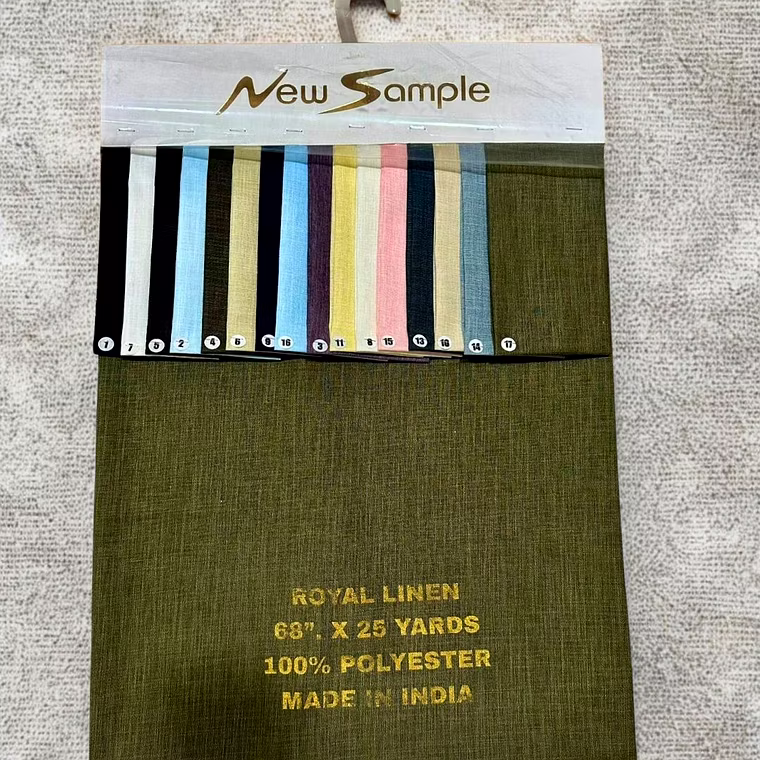 New Sample
1 7 5 2 4 6 9 16 3 11 8 15 13 10 14 17
ROYAL LINEN
68”. X 25 YARDS
100% POLYESTER
MADE IN INDIA